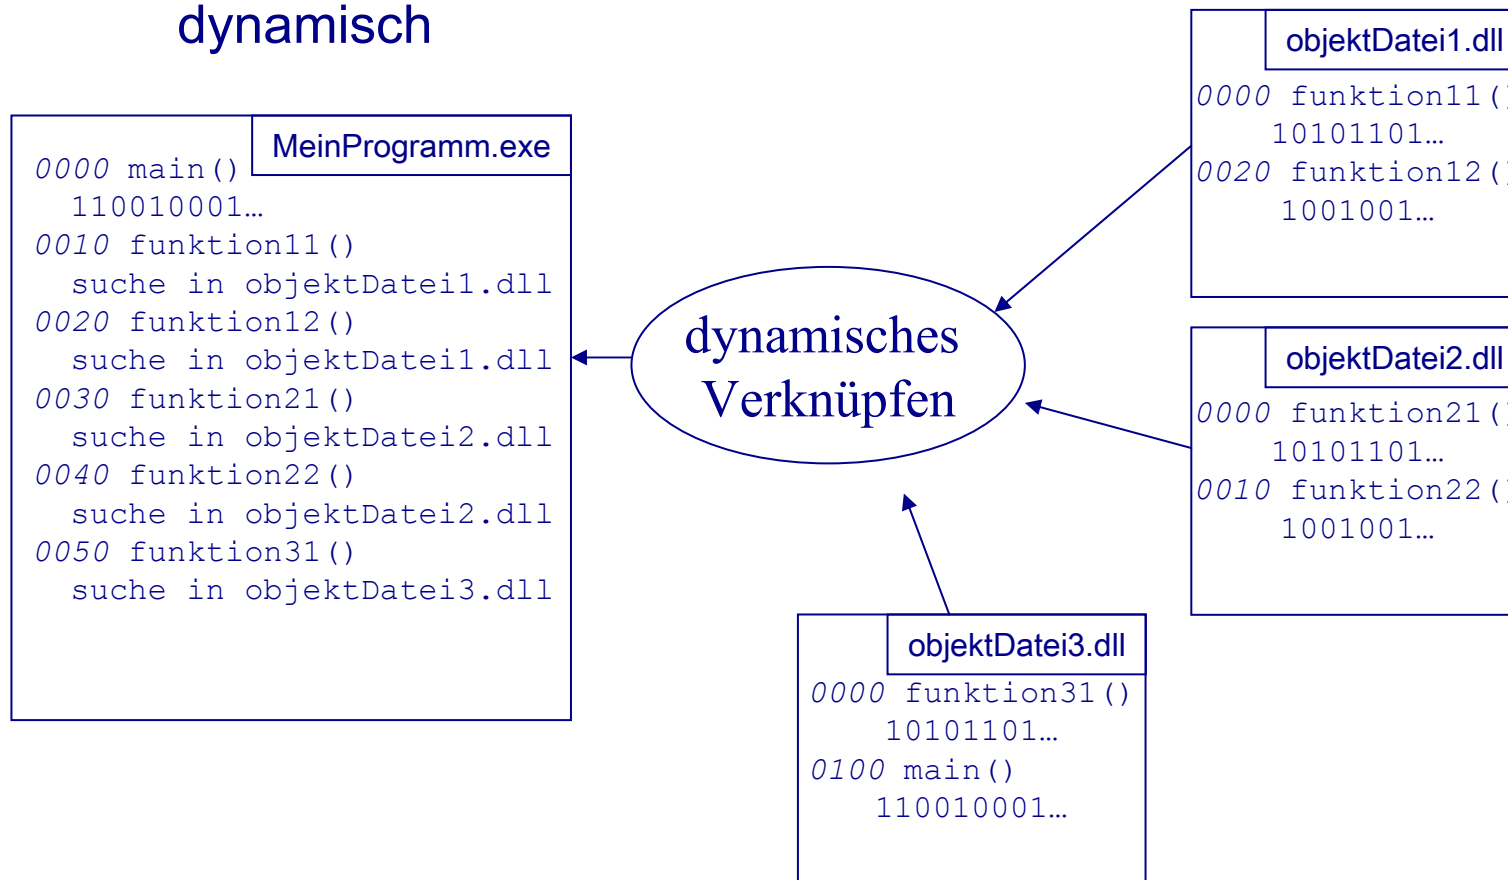 dynamisch
MeinProgramm.exe
0000 main()
110010001…
0010 funktion11()
suche in objektDatei1.dll
0020 funktion12()
suche in objektDatei1.dll
0030 funktion21()
suche in objektDatei2.dll
0040 funktion22()
suche in objektDatei2.dll
0050 funktion31()
suche in objektDatei3.dll
dynamisches
Verknüpfen
objektDatei1.dll
0000 funktion11()
10101101…
0020 funktion12()
1001001…
objektDatei2.dll
0000 funktion21()
10101101…
0010 funktion22()
1001001…
objektDatei3.dll
0000 funktion31()
10101101…
0100 main()
110010001…